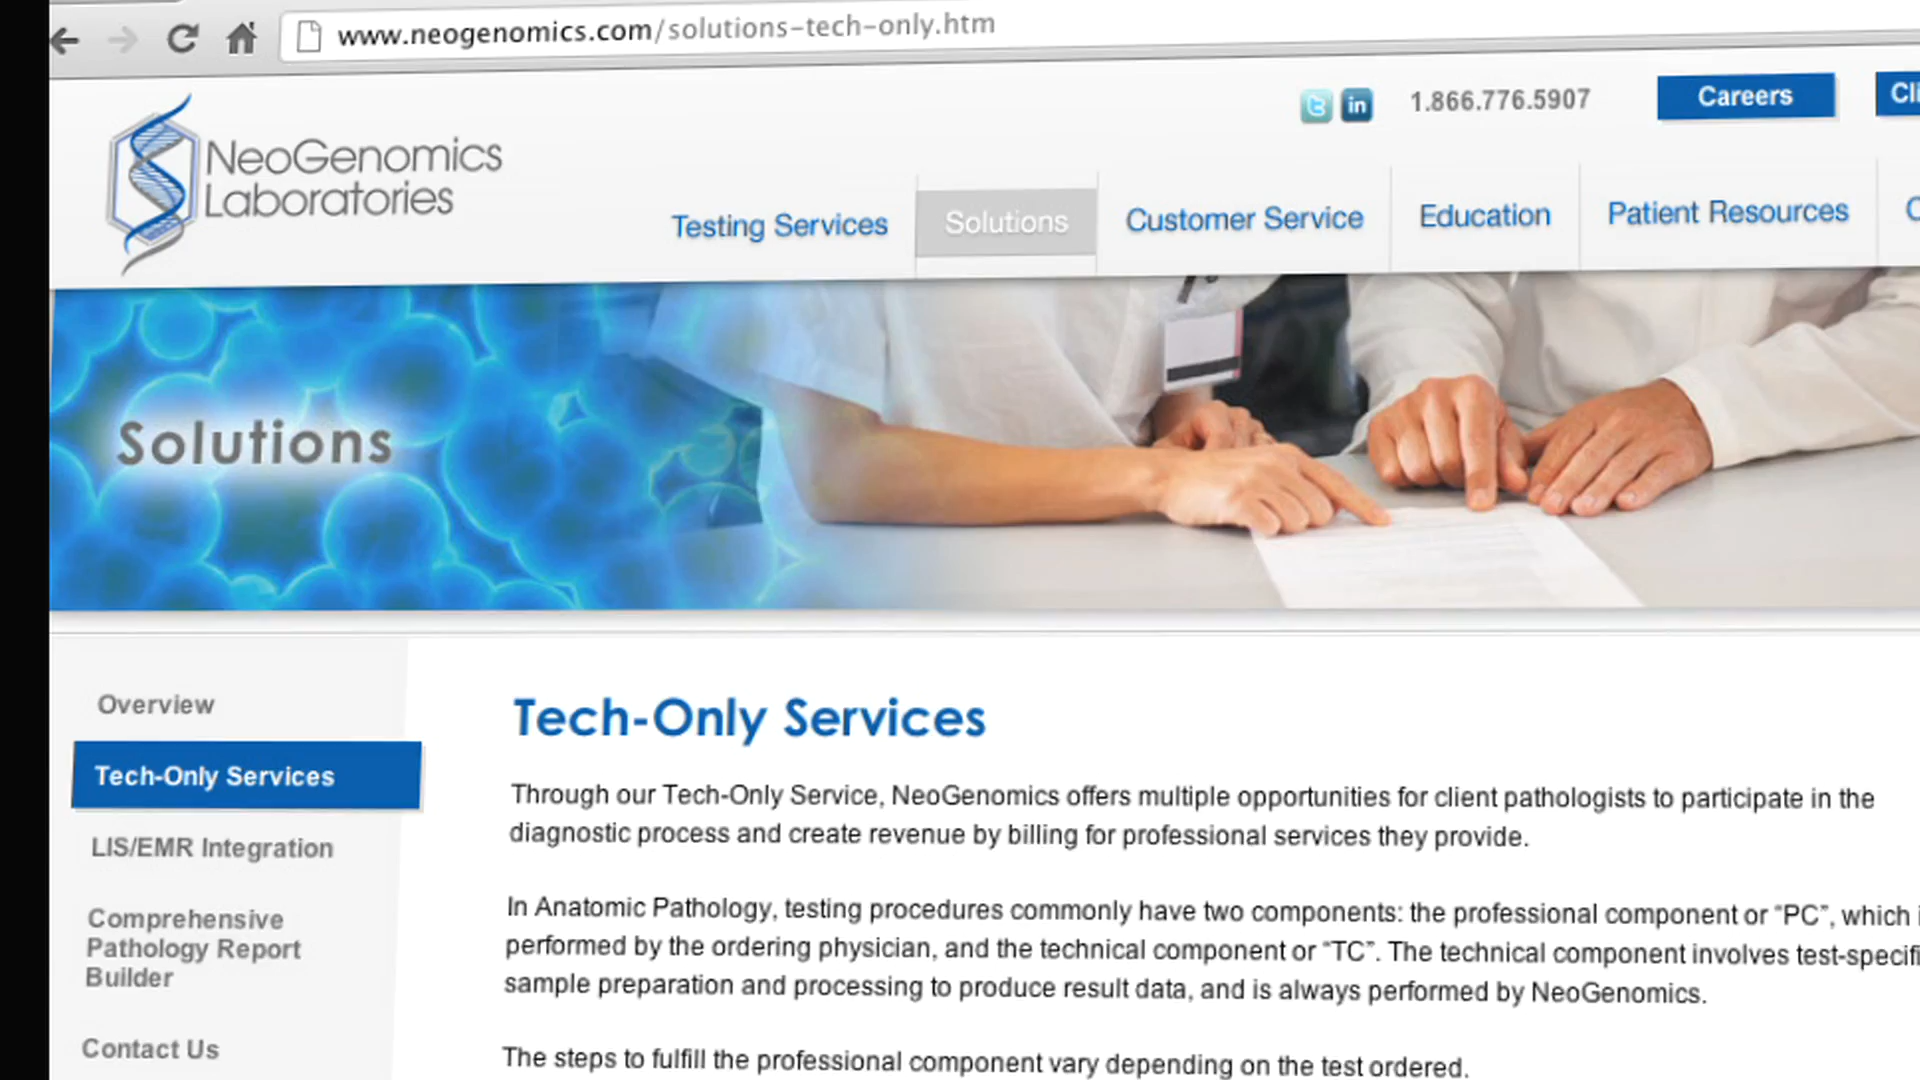 www.neogenomics.com/solutions-tech-only.htm
in 1.866.776.5907 Careers
NeoGenomics
Laboratories
Testing Services Solutions Customer Service Education Patient Resources
Solutions
Overview
Tech-Only Services
LIS/EMR Integration
Comprehensive
Pathology Report
Builder
Contact Us
Tech-Only Services
Through our Tech-Only Service, NeoGenomics offers multiple opportunities for client pathologists to participate in the
diagnostic process and create revenue by billing for professional services they provide.
In Anatomic Pathology, testing procedures commonly have two components: the professional component or “PC”, which
performed by the ordering physician, and the technical component or “TC”. The technical component involves test-specifi
sample preparation and processing to produce result data, and is always performed by NeoGenomics.
The steps to fulfill the professional component vary depending on the test ordered.